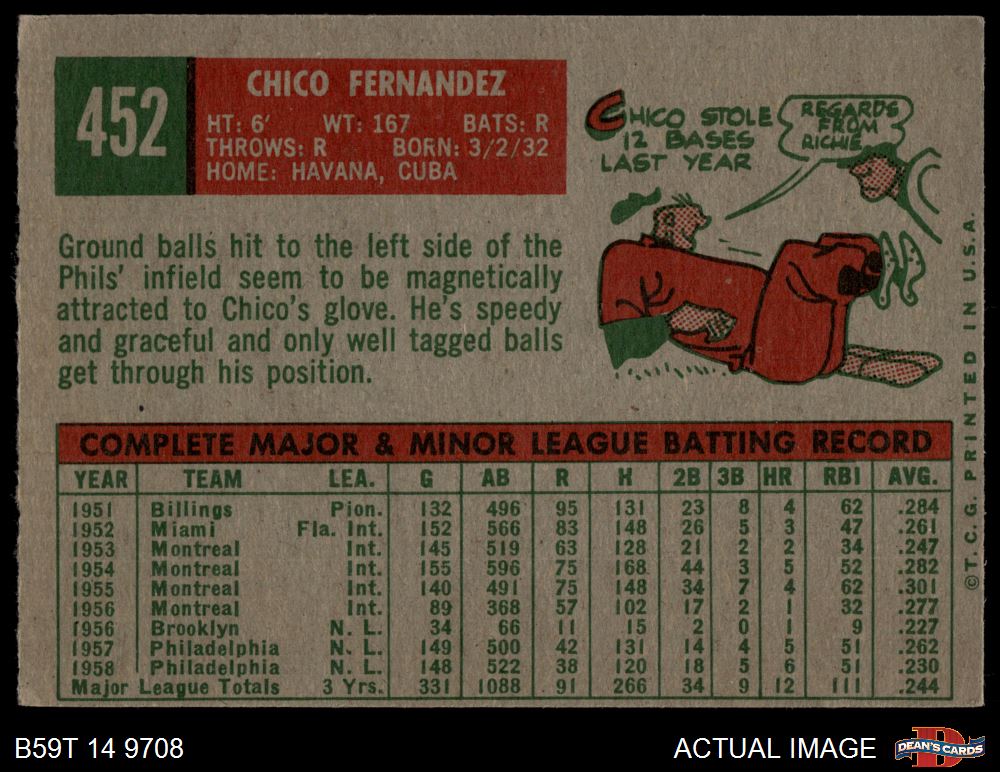 452
CHICO FERNANDEZ
HT: 6' WT: 167 BATS: R
THROWS: R BORN: 3/2/32
HOME: HAVANA, CUBA
CHICO STOLE
12 BASES
LAST YEAR
REGARDS
FROM
RICHIE
Ground balls hit to the left side of the
Phils' infield seem to be magnetically
attracted to Chico's glove. He's speedy
and graceful and only well tagged balls
get through his position.
COMPLETE MAJOR & MINOR LEAGUE BATTING RECORD
YEAR TEAM LEA. G AB R H 2B 3B HR RBI AVG.
1951 Billings Pion. 132 496 95 131 23 8 4 62 .284
1952 Miami Fla. Int. 152 566 83 148 26 5 3 47 .261
1953 Montreal Int. 145 519 63 128 21 2 2 34 .247
1954 Montreal Int. 155 596 75 168 44 3 5 52 .282
1955 Montreal Int. 140 491 75 148 34 7 4 62 .301
1956 Montreal Int. 89 368 57 102 17 2 1 32 .277
1956 Brooklyn N. L. 34 66 11 15 2 0 1 9 .227
1957 Philadelphia N. L. 149 500 42 131 14 4 5 51 .262
1958 Philadelphia N. L. 148 522 38 120 18 5 6 51 .230
Major League Totals 3 Yrs. 331 1088 91 266 34 9 12 111 .244
© T. C. G. PRINTED IN U.S.A.
B59T 14 9708
ACTUAL IMAGE
D
DEAN'S CARDS